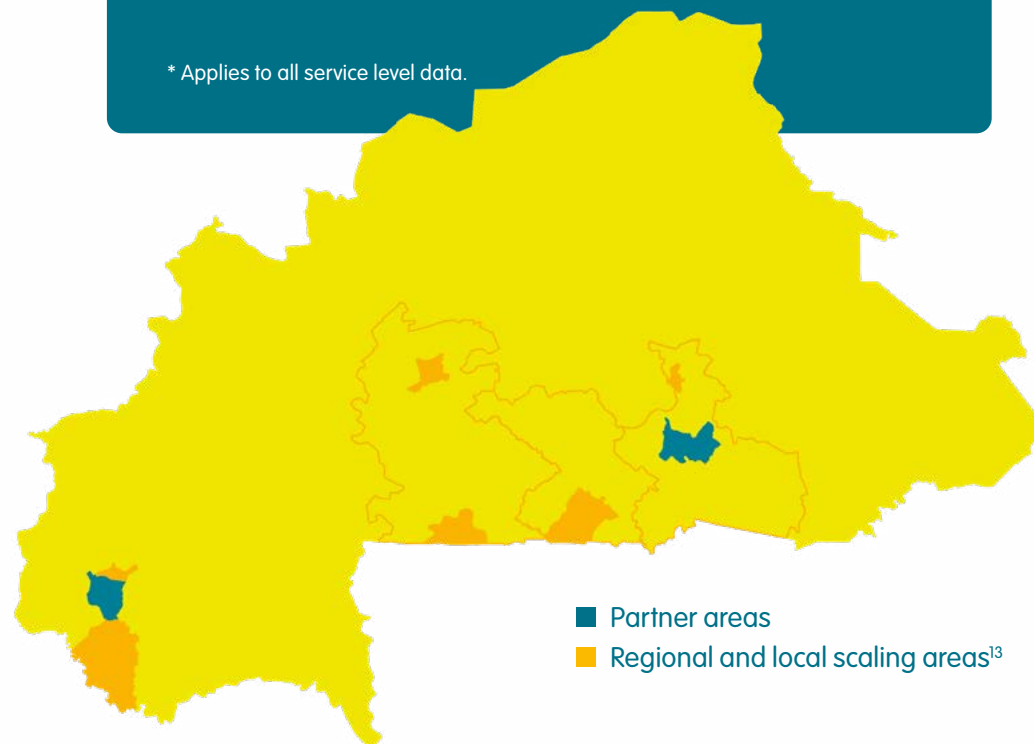 * Applies to all service level data.
Partner areas
Regional and local scaling areas¹³